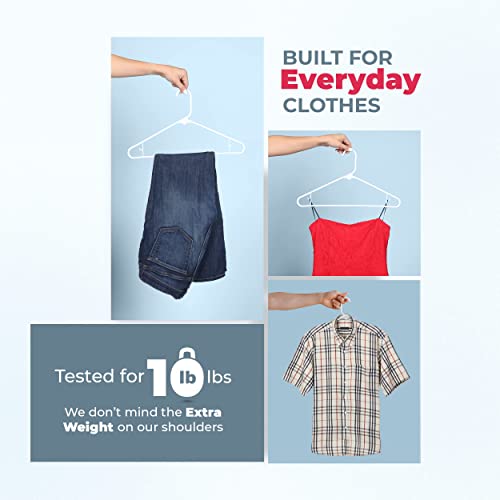 BUILT FOR
Everyday
CLOTHES
Tested for 10 lb lbs
We don't mind the Extra
Weight on our shoulders